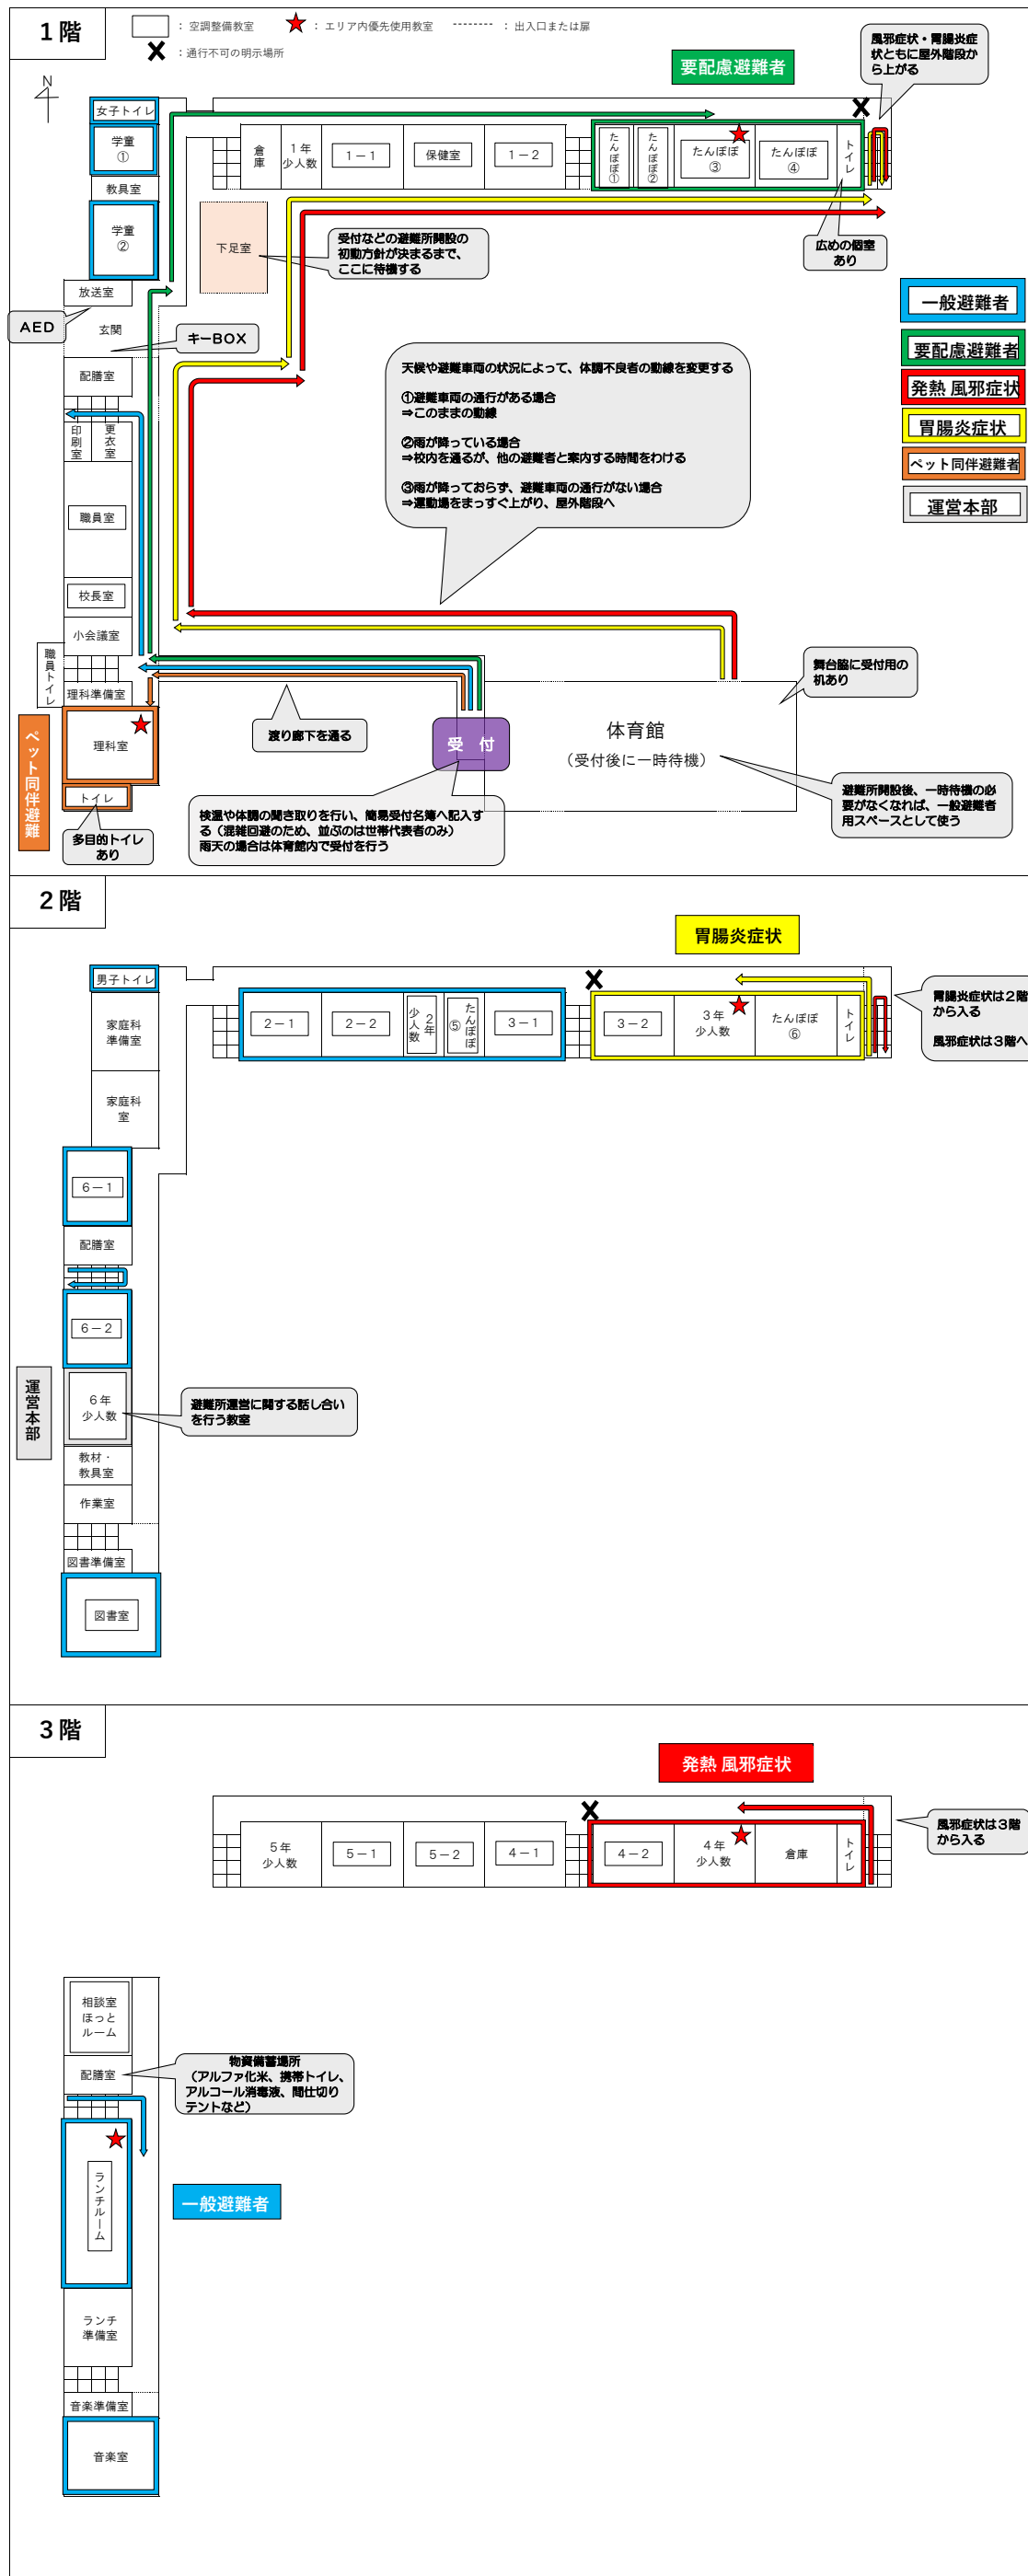 1階
：空調整備教室
：エリア内優先使用教室
：出入口または扉
：通行不可の明示場所
N
要配慮避難者
風邪症状・胃腸炎症
状ともに屋外階段か
ら上がる
女子トイレ
学童
①
教具室
学童
②
放送室
AED
玄関
キーBOX
配膳室
印刷室
更衣室
職員室
校長室
小会議室
職員トイレ
理科準備室
理科室
トイレ
ペット同伴避難
多目的トイレ
あり
倉庫
1年
少人数
1－1
保健室
1－2
たんぽぽ①
たんぽぽ②
たんぽぽ
③
たんぽぽ
④
トイレ
広めの個室
あり
下足室
受付などの避難所開設の
初動方針が決まるまで、
ここに待機する
一般避難者
要配慮避難者
発熱 風邪症状
胃腸炎症状
ペット同伴避難者
運営本部
天候や避難車両の状況によって、体調不良者の動線を変更する
①避難車両の通行がある場合
⇒このままの動線
②雨が降っている場合
⇒校内を通るが、他の避難者と案内する時間をわける
③雨が降っておらず、避難車両の通行がない場合
⇒運動場をまっすぐ上がり、屋外階段へ
舞台脇に受付用の
机あり
渡り廊下を通る
受 付
体育館
（受付後に一時待機）
検温や体調の聞き取りを行い、簡易受付名簿へ記入す
る（混雑回避のため、並ぶのは世帯代表者のみ）
雨天の場合は体育館内で受付を行う
避難所開設後、一時待機の必
要がなくなれば、一般避難者
用スペースとして使う
2階
胃腸炎症状
男子トイレ
家庭科
準備室
家庭科
室
6－1
配膳室
6－2
運営本部
6年
少人数
避難所運営に関する話し合い
を行う教室
教材・
教具室
作業室
図書準備室
図書室
2－1
2－2
2年
少人数
たんぽぽ
⑤
3－1
3－2
3年
少人数
たんぽぽ
⑥
トイレ
胃腸炎症状は2階
から入る
風邪症状は3階へ
3階
発熱 風邪症状
5年
少人数
5－1
5－2
4－1
4－2
4年
少人数
倉庫
トイレ
風邪症状は3階
から入る
相談室
ほっと
ルーム
配膳室
物資備蓄場所
（アルファ化米、携帯トイレ、
アルコール消毒液、間仕切り
テントなど）
ランチルーム
一般避難者
ランチ
準備室
音楽準備室
音楽室